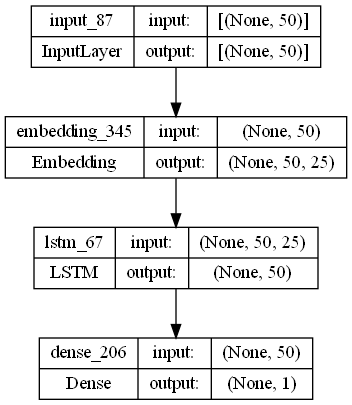 input_87 input: [(None, 50)]
InputLayer output: [(None, 50)]
embedding_345 input: (None, 50)
Embedding output: (None, 50, 25)
lstm_67 input: (None, 50, 25)
LSTM output: (None, 50)
dense_206 input: (None, 50)
Dense output: (None, 1)